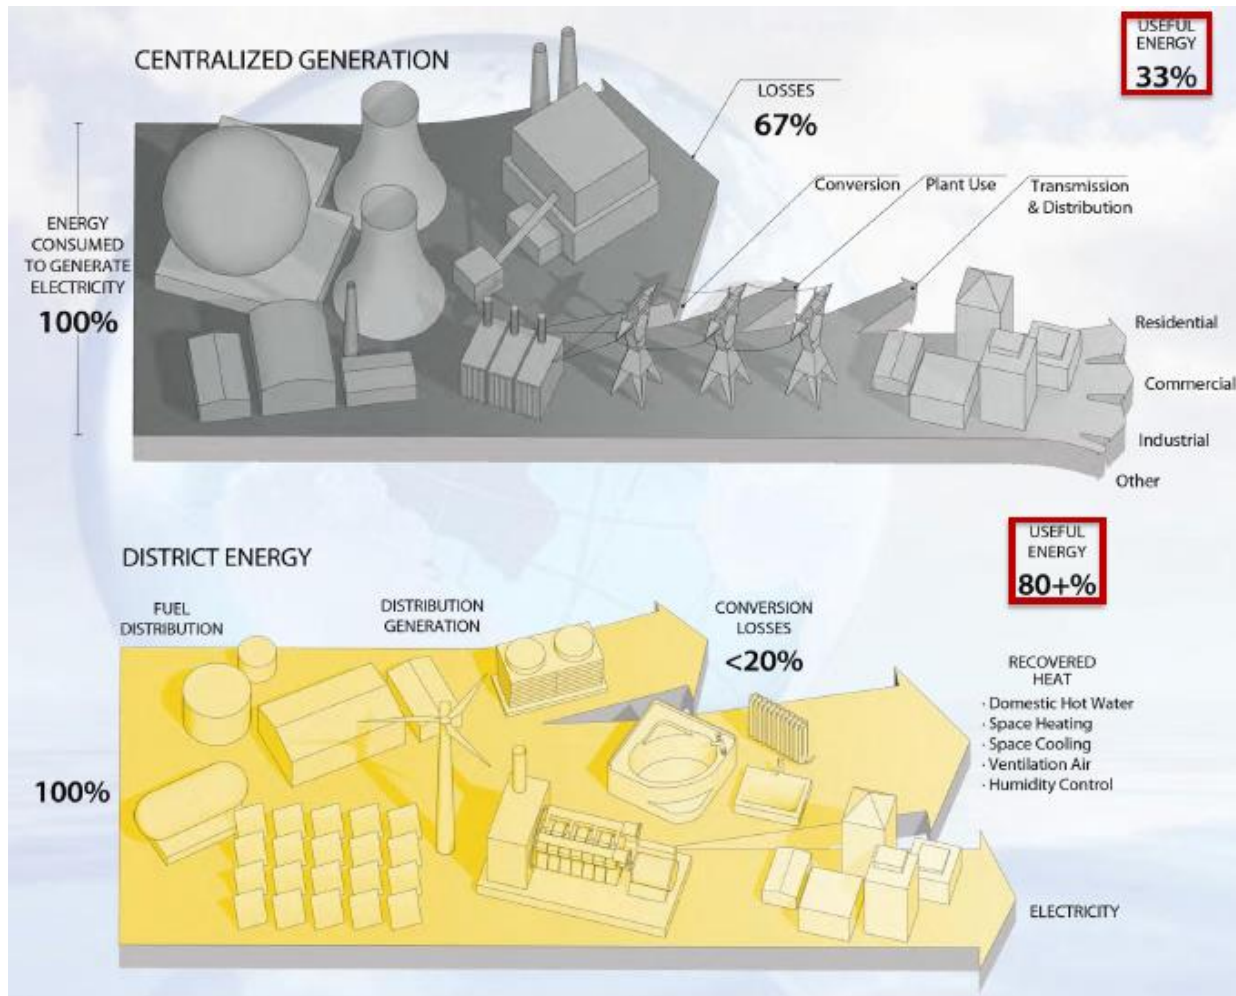 CENTRALIZED GENERATION
USEFUL
ENERGY
33%
LOSSES
67%
Conversion
Plant Use
Transmission
& Distribution
ENERGY
CONSUMED
TO GENERATE
ELECTRICITY
100%
Residential
Commercial
Industrial
Other
DISTRICT ENERGY
USEFUL
ENERGY
80+%
FUEL
DISTRIBUTION
DISTRIBUTION
GENERATION
CONVERSION
LOSSES
<20%
RECOVERED
HEAT
· Domestic Hot Water
· Space Heating
· Space Cooling
· Ventilation Air
· Humidity Control
100%
ELECTRICITY